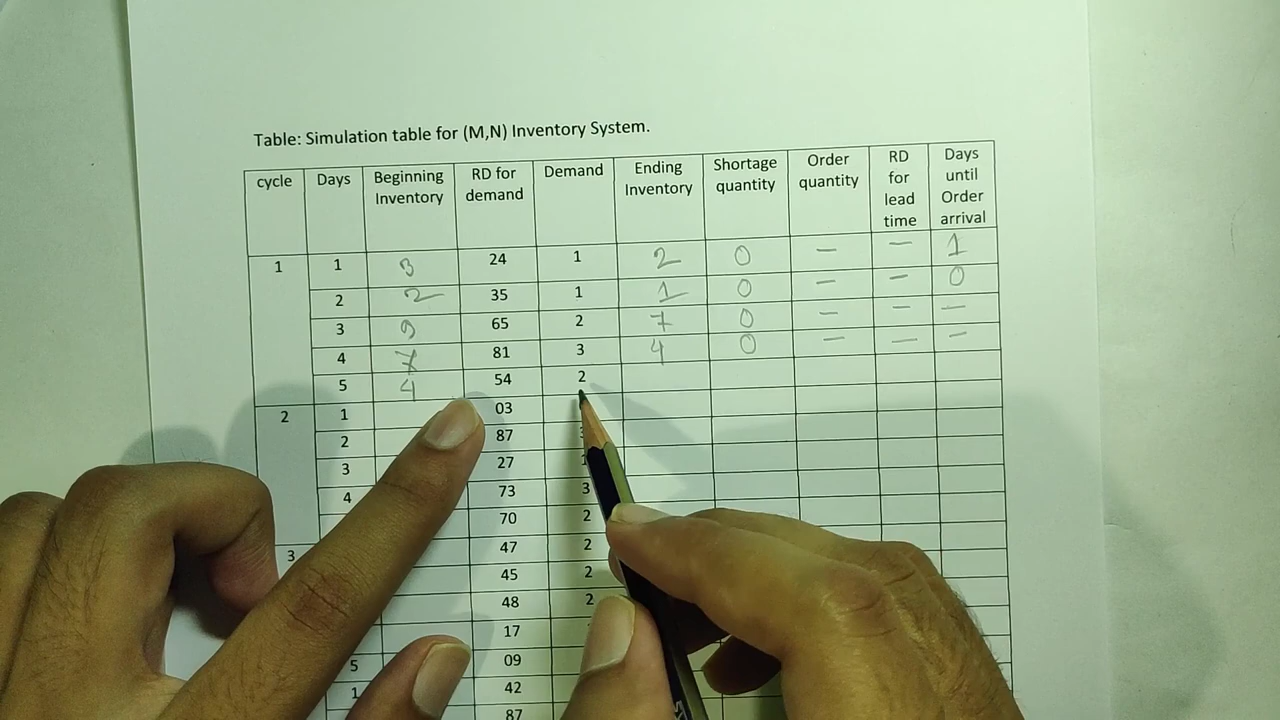 Table: Simulation table for (M,N) Inventory System.
cycle Days Beginning Inventory RD for demand Demand Ending Inventory Shortage quantity Order quantity RD for lead time Days until Order arrival
1 1 3 24 1 2 0 — — 1
2 2 35 1 1 0 — — 0
3 9 65 2 7 0 — — —
4 7 81 3 4 0 — — —
5 4 54 2
2 1 03
2 87
3 27 1
4 73 3
70 2
3 47 2
45 2
48 2
17
5 09
1 42
87